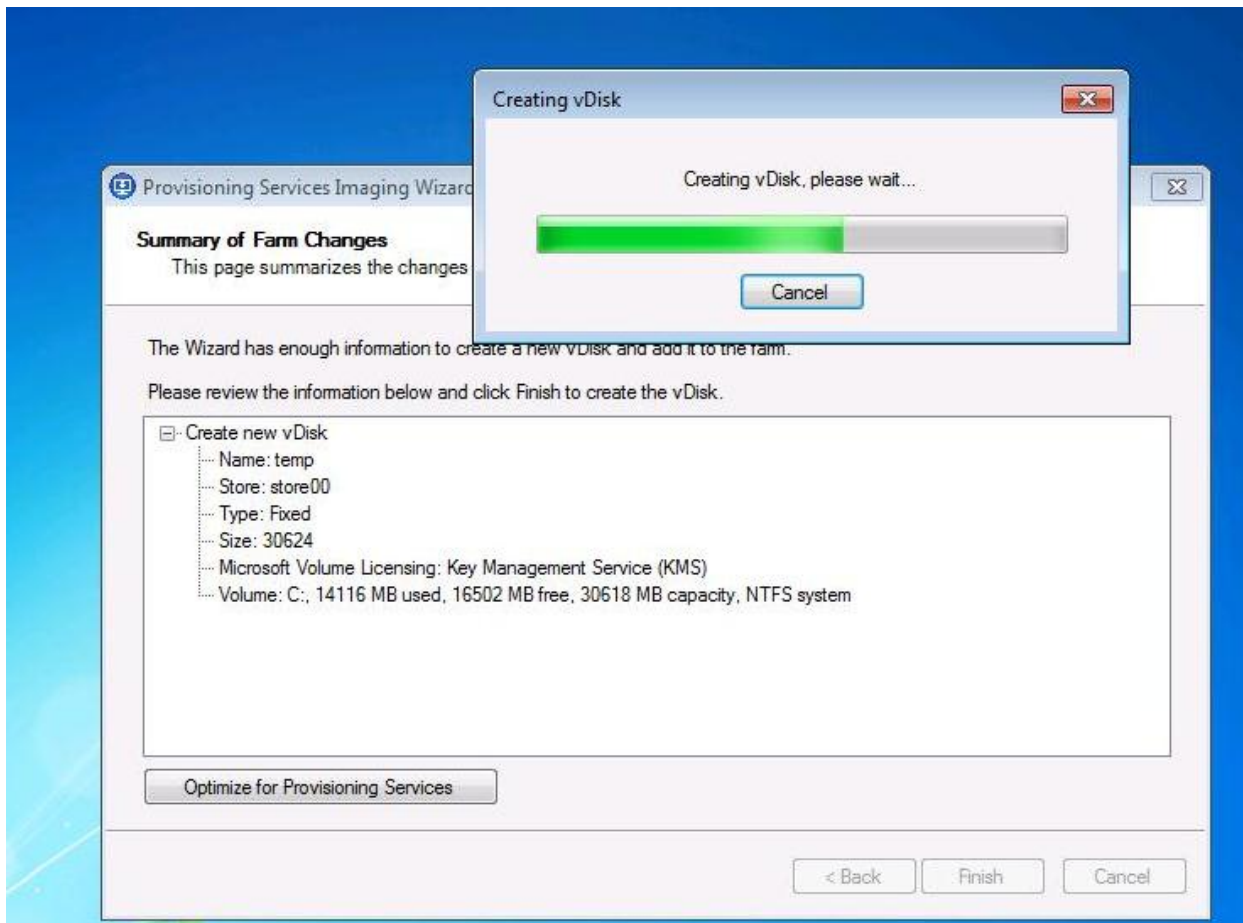 Creating vDisk
Creating vDisk, please wait...
Cancel
Provisioning Services Imaging Wizard
Summary of Farm Changes
This page summarizes the changes
The Wizard has enough information to create a new vDisk and add it to the farm.
Please review the information below and click Finish to create the vDisk.
Create new vDisk
Name: temp
Store: store00
Type: Fixed
Size: 30624
Microsoft Volume Licensing: Key Management Service (KMS)
Volume: C:, 14116 MB used, 16502 MB free, 30618 MB capacity, NTFS system
Optimize for Provisioning Services
< Back
Finish
Cancel